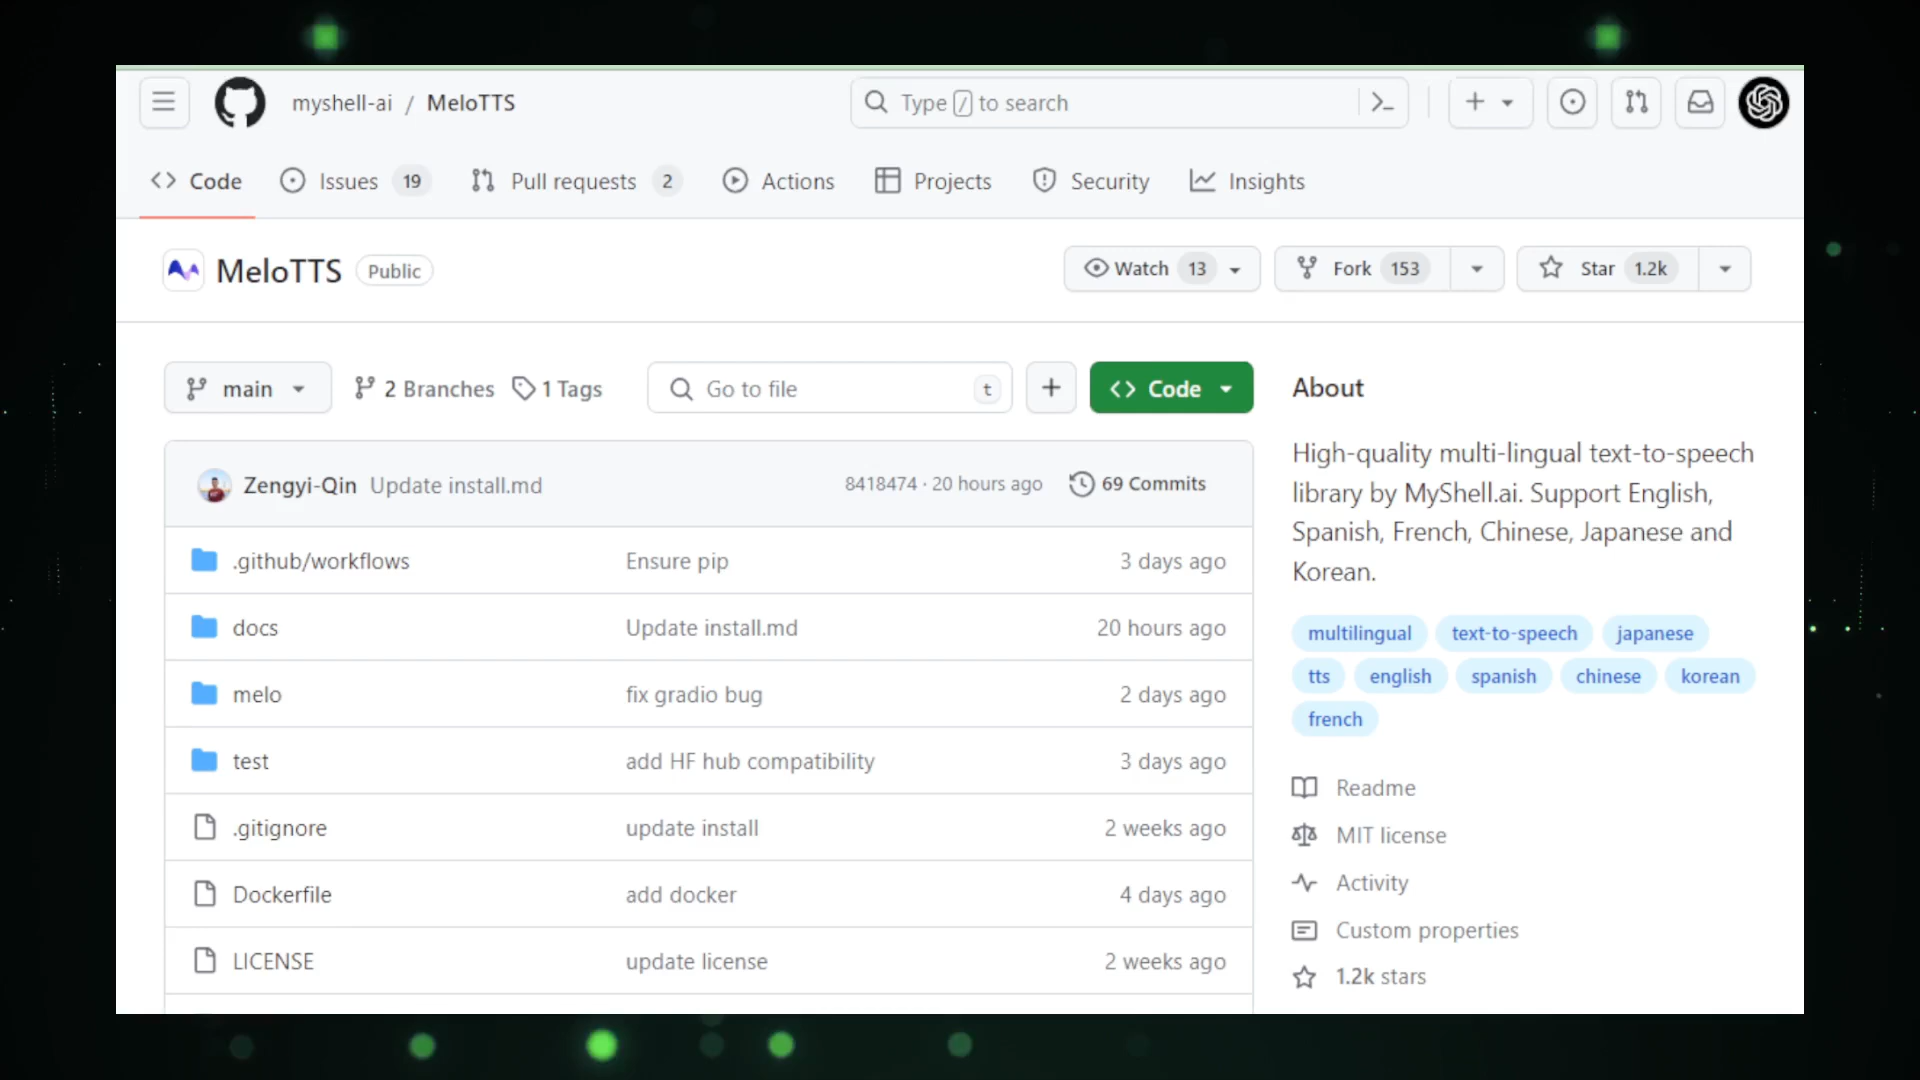 myshell-ai / MeloTTS
Type / to search
Code
Issues 19
Pull requests 2
Actions
Projects
Security
Insights
MeloTTS Public
Watch 13
Fork 153
Star 1.2k
main
2 Branches
1 Tags
Go to file t
Code
Zengyi-Qin Update install.md 8418474 · 20 hours ago 69 Commits
.github/workflows Ensure pip 3 days ago
docs Update install.md 20 hours ago
melo fix gradio bug 2 days ago
test add HF hub compatibility 3 days ago
.gitignore update install 2 weeks ago
Dockerfile add docker 4 days ago
LICENSE update license 2 weeks ago
About
High-quality multi-lingual text-to-speech
library by MyShell.ai. Support English,
Spanish, French, Chinese, Japanese and
Korean.
multilingual text-to-speech japanese
tts english spanish chinese korean
french
Readme
MIT license
Activity
Custom properties
1.2k stars